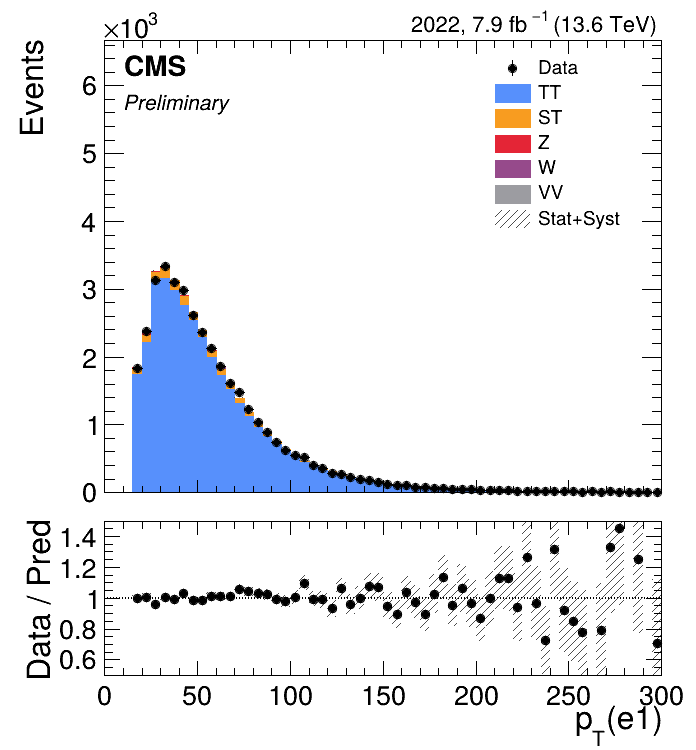 ×10³
2022, 7.9 fb⁻¹ (13.6 TeV)
Events
CMS
Preliminary
Data
TT
ST
Z
W
VV
Stat+Syst
6
5
4
3
2
1
0
Data / Pred
1.4
1.2
1
0.8
0.6
0 50 100 150 200 250 300
p_T(e1)